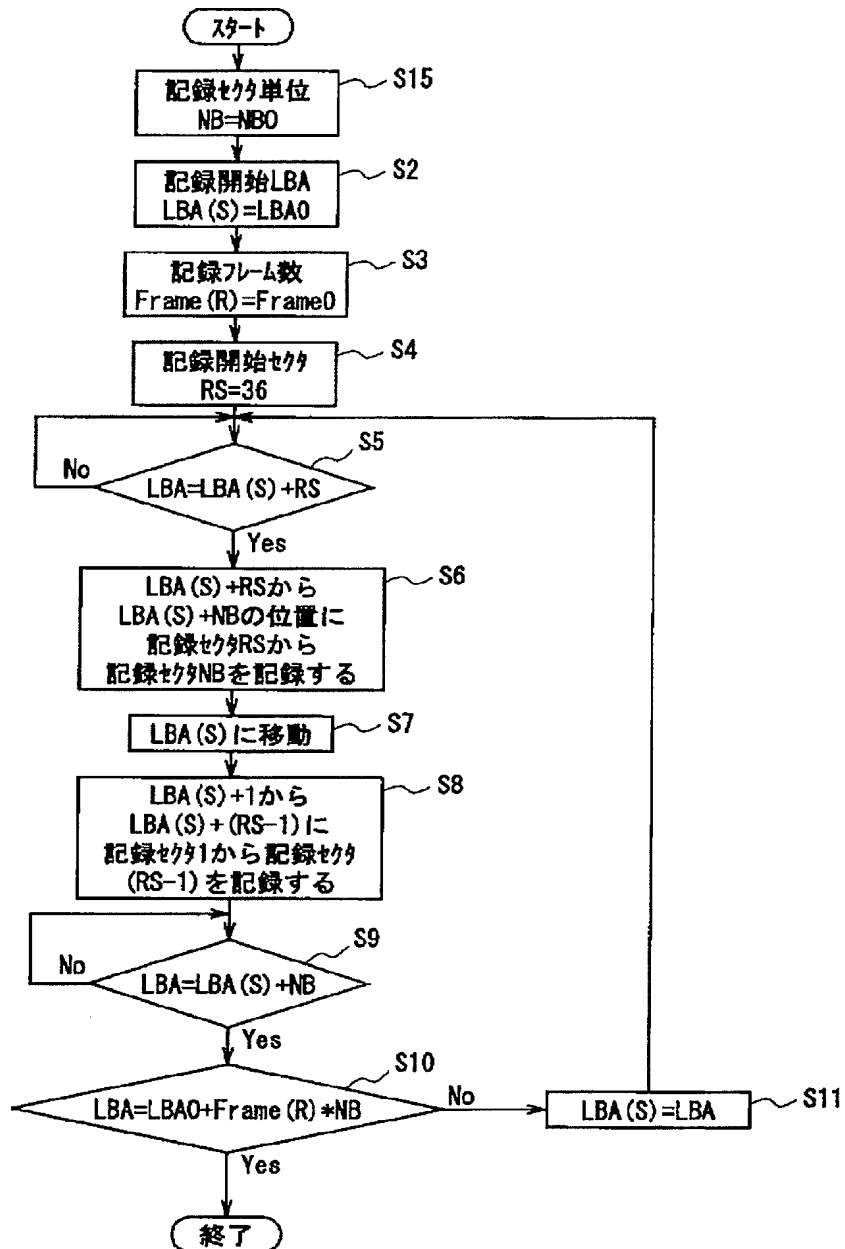 スタート
記録セクタ単位
NB=NB0
S15
記録開始LBA
LBA(S)=LBA0
S2
記録フレーム数
Frame(R)=Frame0
S3
記録開始セクタ
RS=36
S4
LBA=LBA(S)+RS
S5
No
Yes
LBA(S)+RSから
LBA(S)+NBの位置に
記録セクタRSから
記録セクタNBを記録する
S6
LBA(S)に移動
S7
LBA(S)+1から
LBA(S)+(RS-1)に
記録セクタ1から記録セクタ
(RS-1)を記録する
S8
LBA=LBA(S)+NB
S9
No
Yes
LBA=LBA0+Frame(R)*NB
S10
No
LBA(S)=LBA
S11
Yes
終了